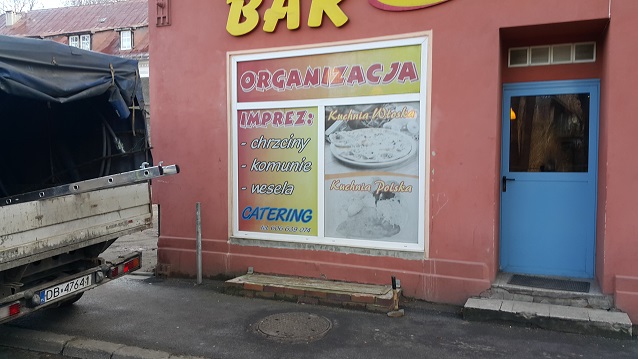 BAR
ORGANIZACJA
IMPREZ:
- chrzciny
- komunie
- wesela
CATERING
Kuchnia Włoska
Kuchnia Polska
DB 47641